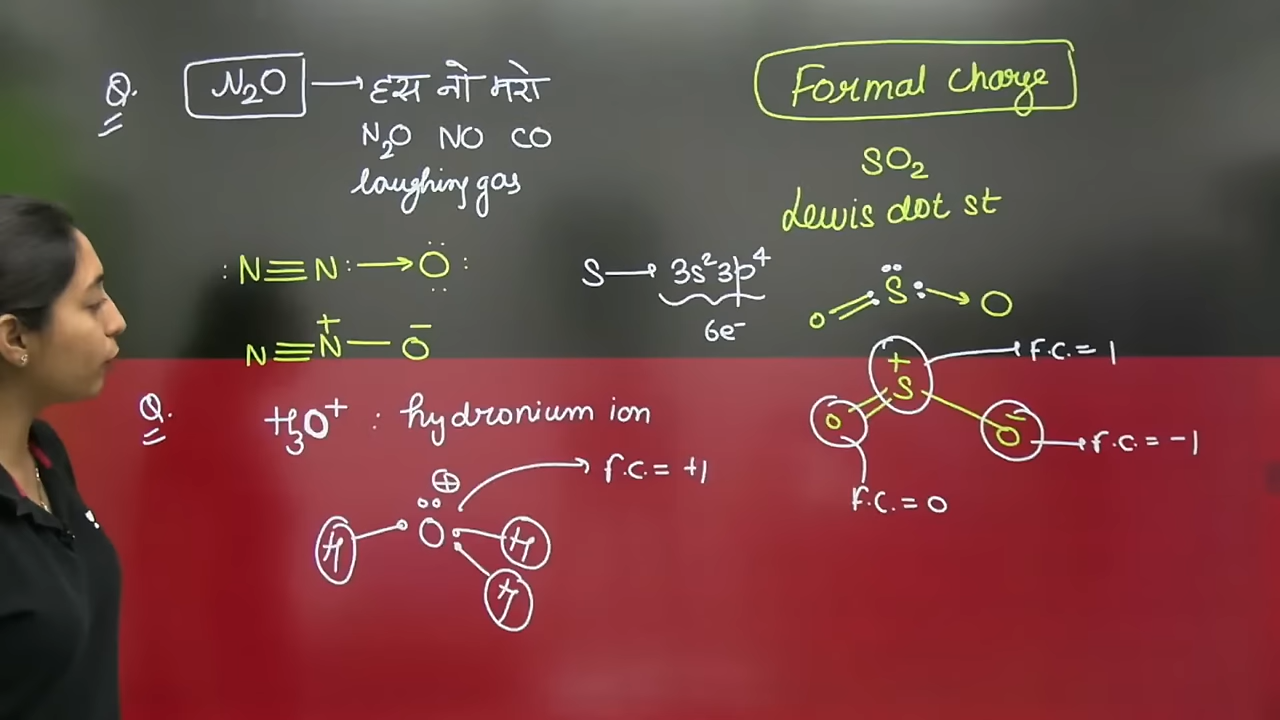 Q. N₂O → हस नो मरो
N₂O NO CO
laughing gas
:N≡N:→O:
N≡N⁺—O⁻
Q. H₃O⁺ : hydronium ion
⊕
F.C. = +1
H O H
H
Formal Charge
SO₂
Lewis dot st
S → 3s²3p⁴
6e⁻
O=S:→O
+ F.C. = 1
O=S—O⁻ F.C. = -1
F.C. = 0